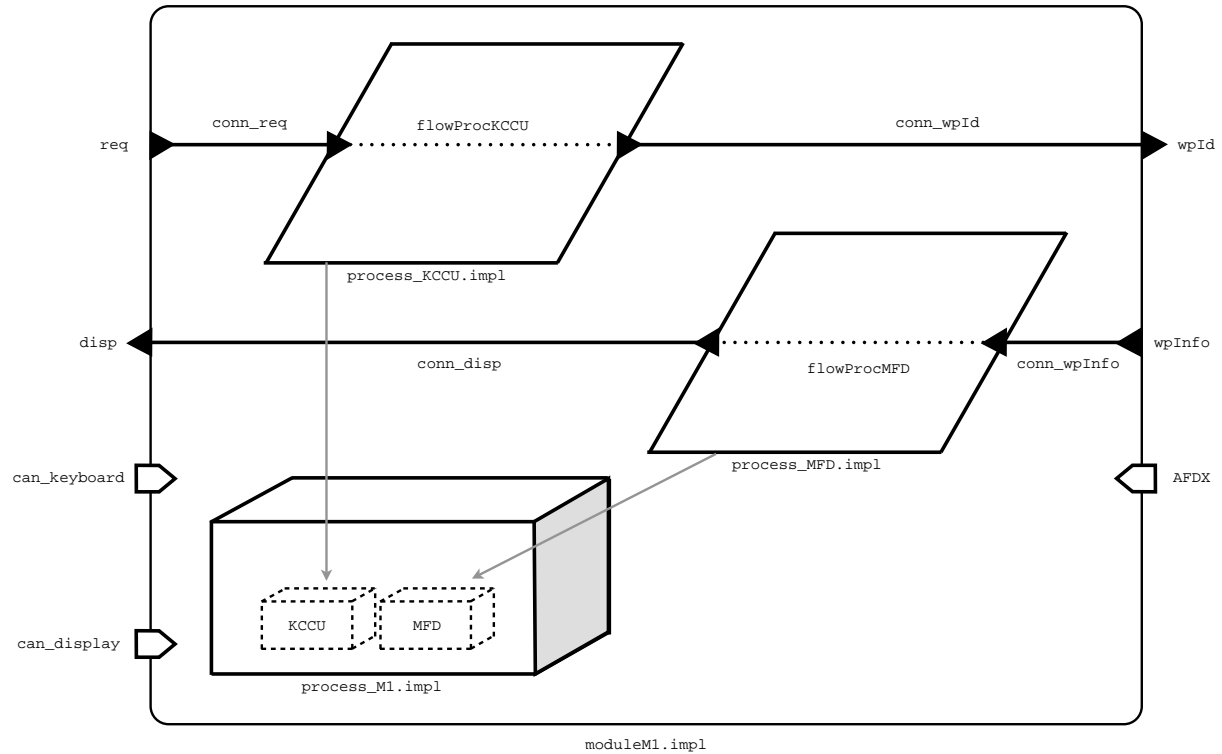 conn_req
flowProcKCCU
conn_wpId
req
wpId
process_KCCU.impl
disp
wpInfo
conn_disp
flowProcMFD
conn_wpInfo
process_MFD.impl
can_keyboard
AFDX
KCCU
MFD
can_display
process_M1.impl
moduleM1.impl